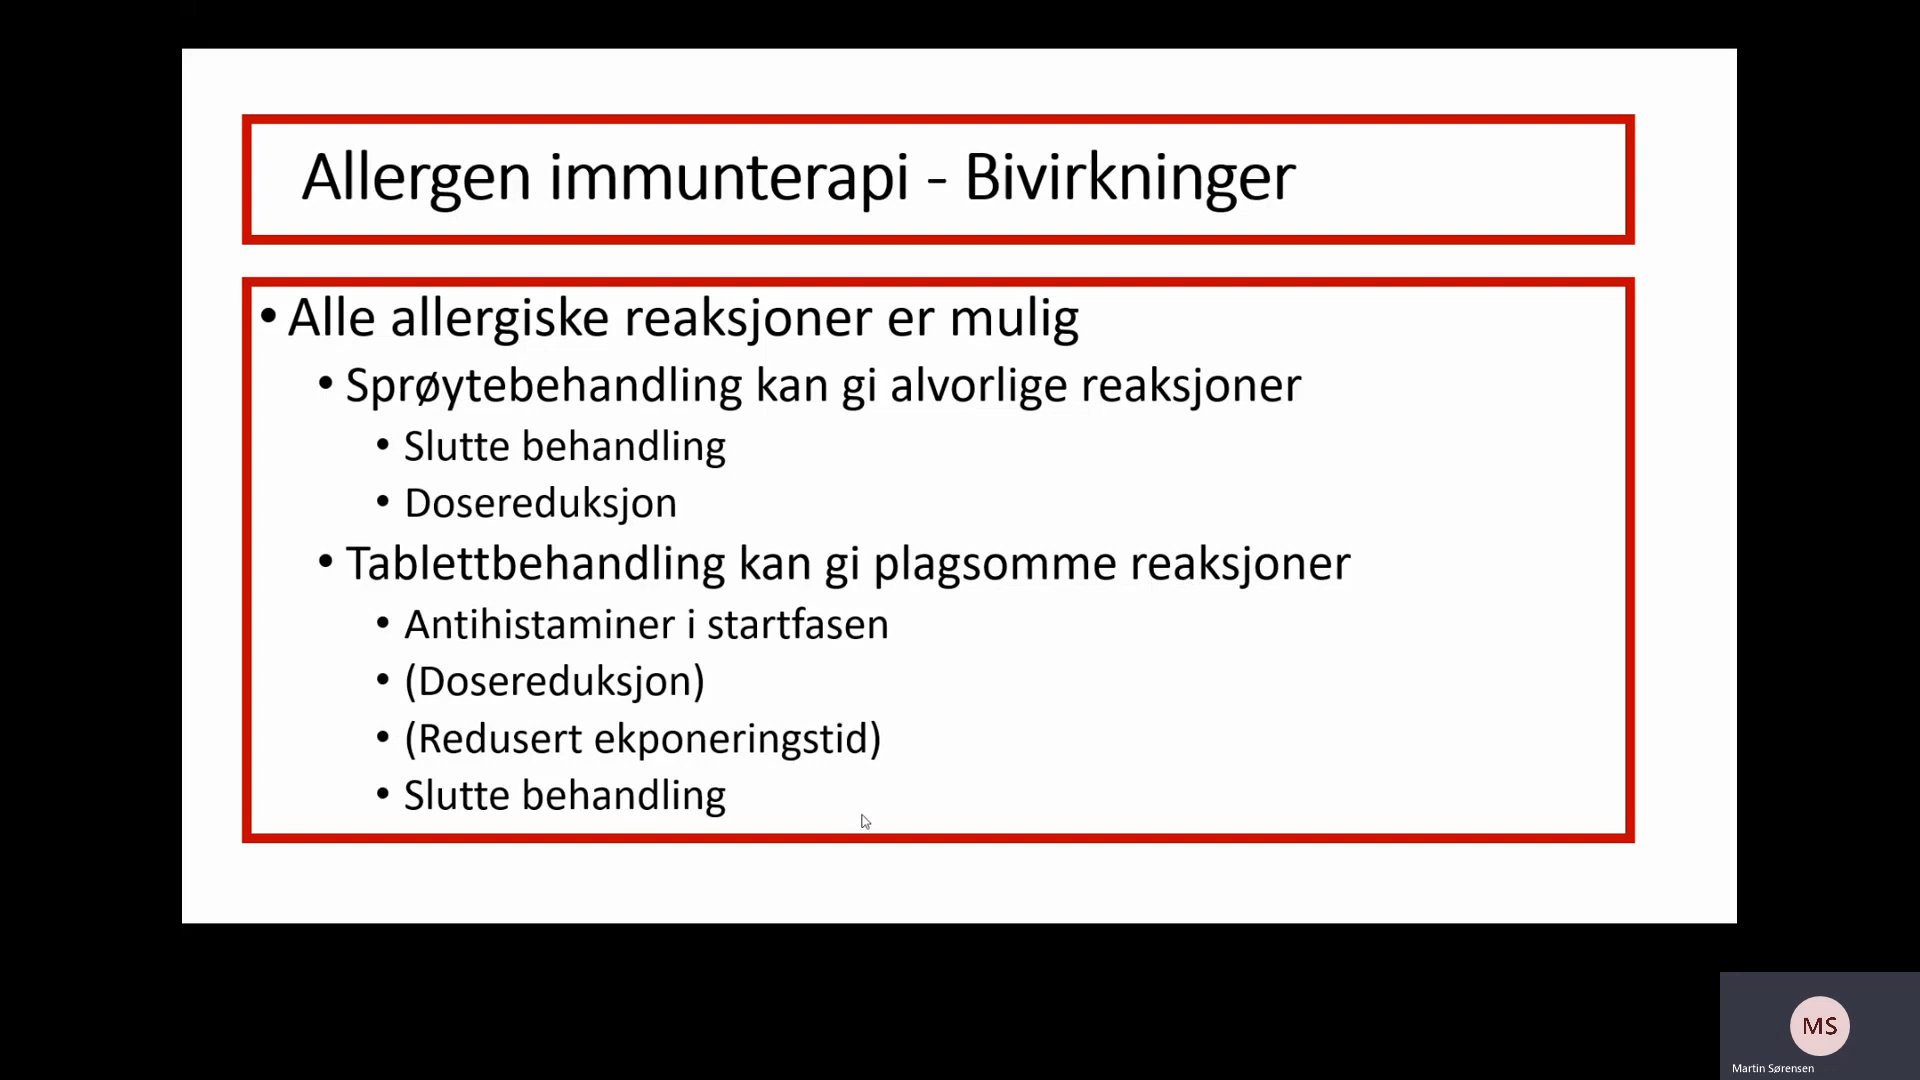 Allergen immunterapi - Bivirkninger
• Alle allergiske reaksjoner er mulig
• Sprøytebehandling kan gi alvorlige reaksjoner
• Slutte behandling
• Dosereduksjon
• Tablettbehandling kan gi plagsomme reaksjoner
• Antihistaminer i startfasen
• (Dosereduksjon)
• (Redusert ekponeringstid)
• Slutte behandling
MS
Martin Sørensen